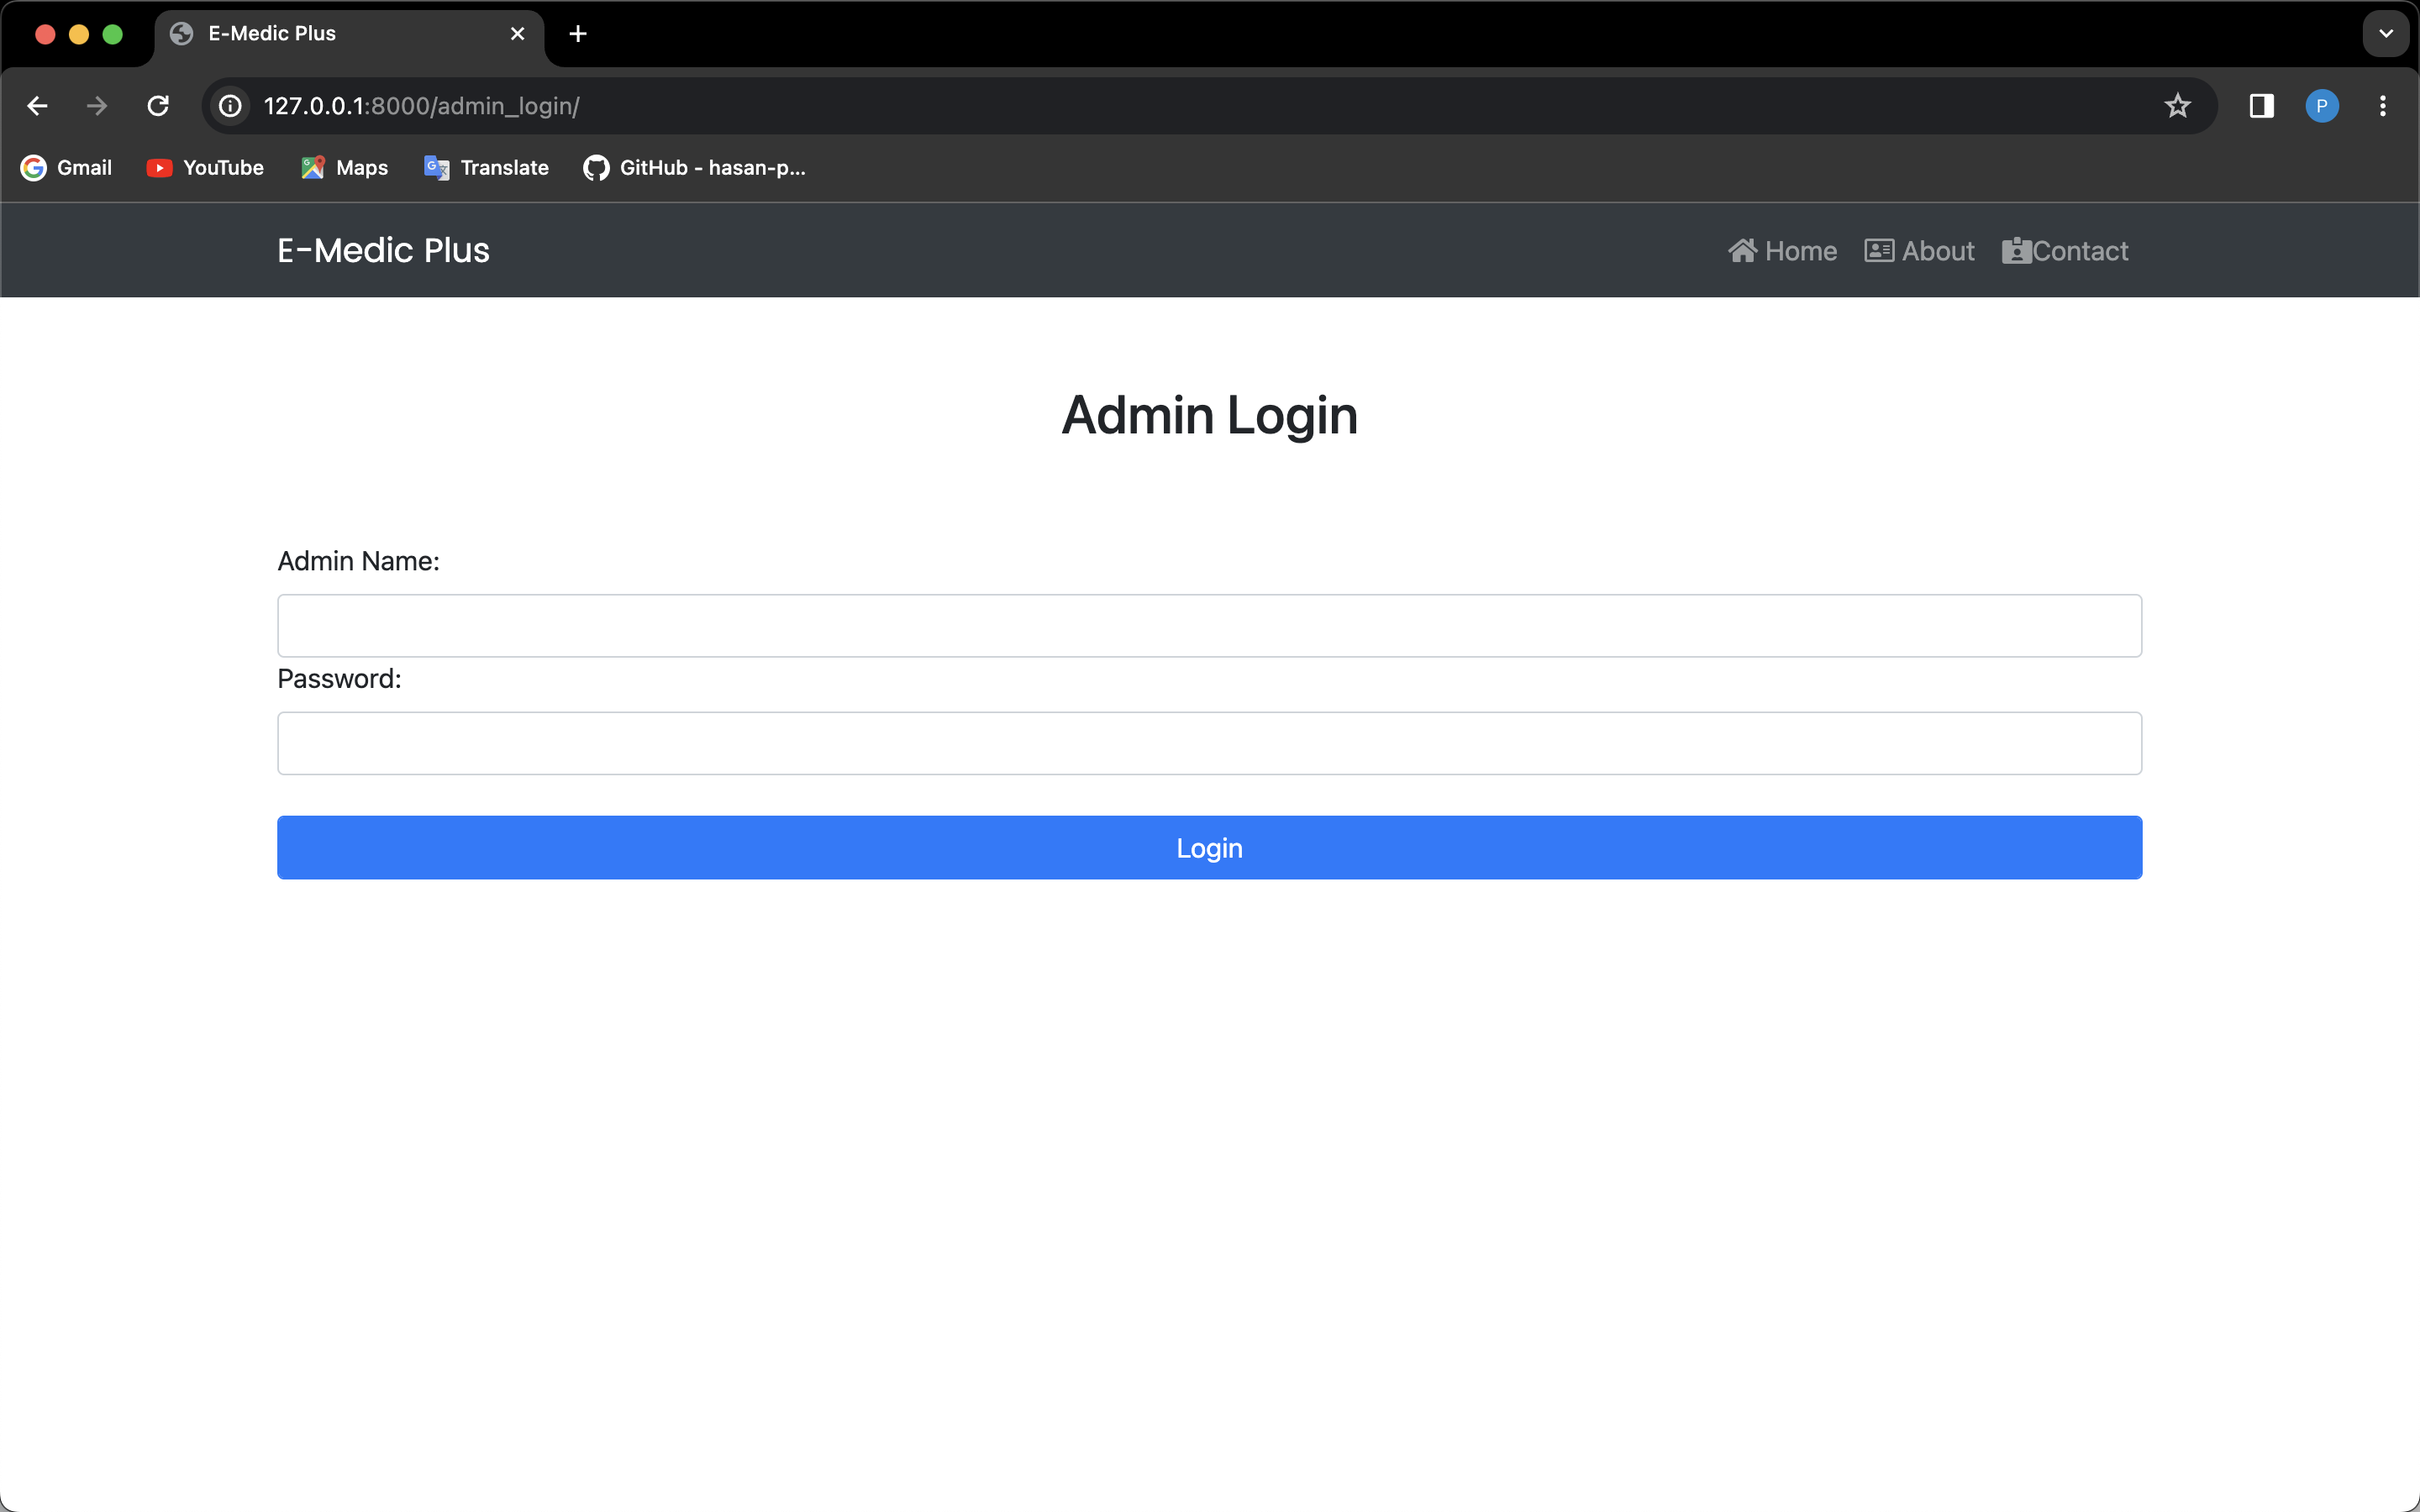 E-Medic Plus
127.0.0.1:8000/admin_login/
P
Gmail YouTube Maps Translate GitHub - hasan-p...
E-Medic Plus Home About Contact
Admin Login
Admin Name:
Password:
Login